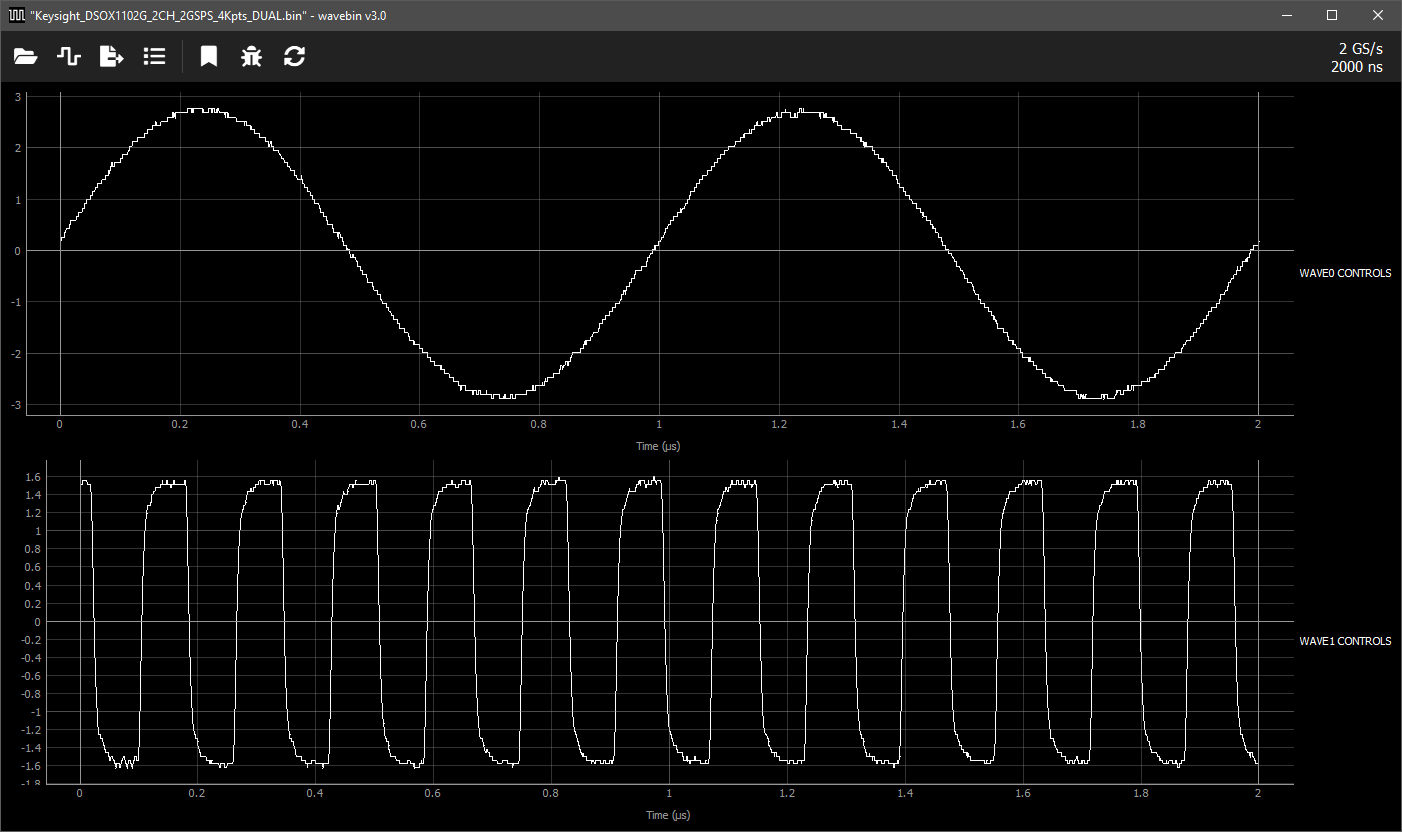 "Keysight_DSOX1102G_2CH_2GSPS_4Kpts_DUAL.bin" - wavebin v3.0
2 GS/s
2000 ns
3
2
1
0
-1
-2
-3
0 0.2 0.4 0.6 0.8 1 1.2 1.4 1.6 1.8 2
Time (µs)
WAVE0 CONTROLS
1.6
1.4
1.2
1
0.8
0.6
0.4
0.2
0
-0.2
-0.4
-0.6
-0.8
-1
-1.2
-1.4
-1.6
-1.8
0 0.2 0.4 0.6 0.8 1 1.2 1.4 1.6 1.8 2
Time (µs)
WAVE1 CONTROLS